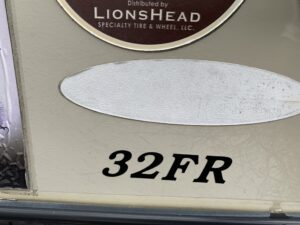 Distributed by
LIONSHEAD
SPECIALTY TIRE & WHEEL, LLC.
32FR